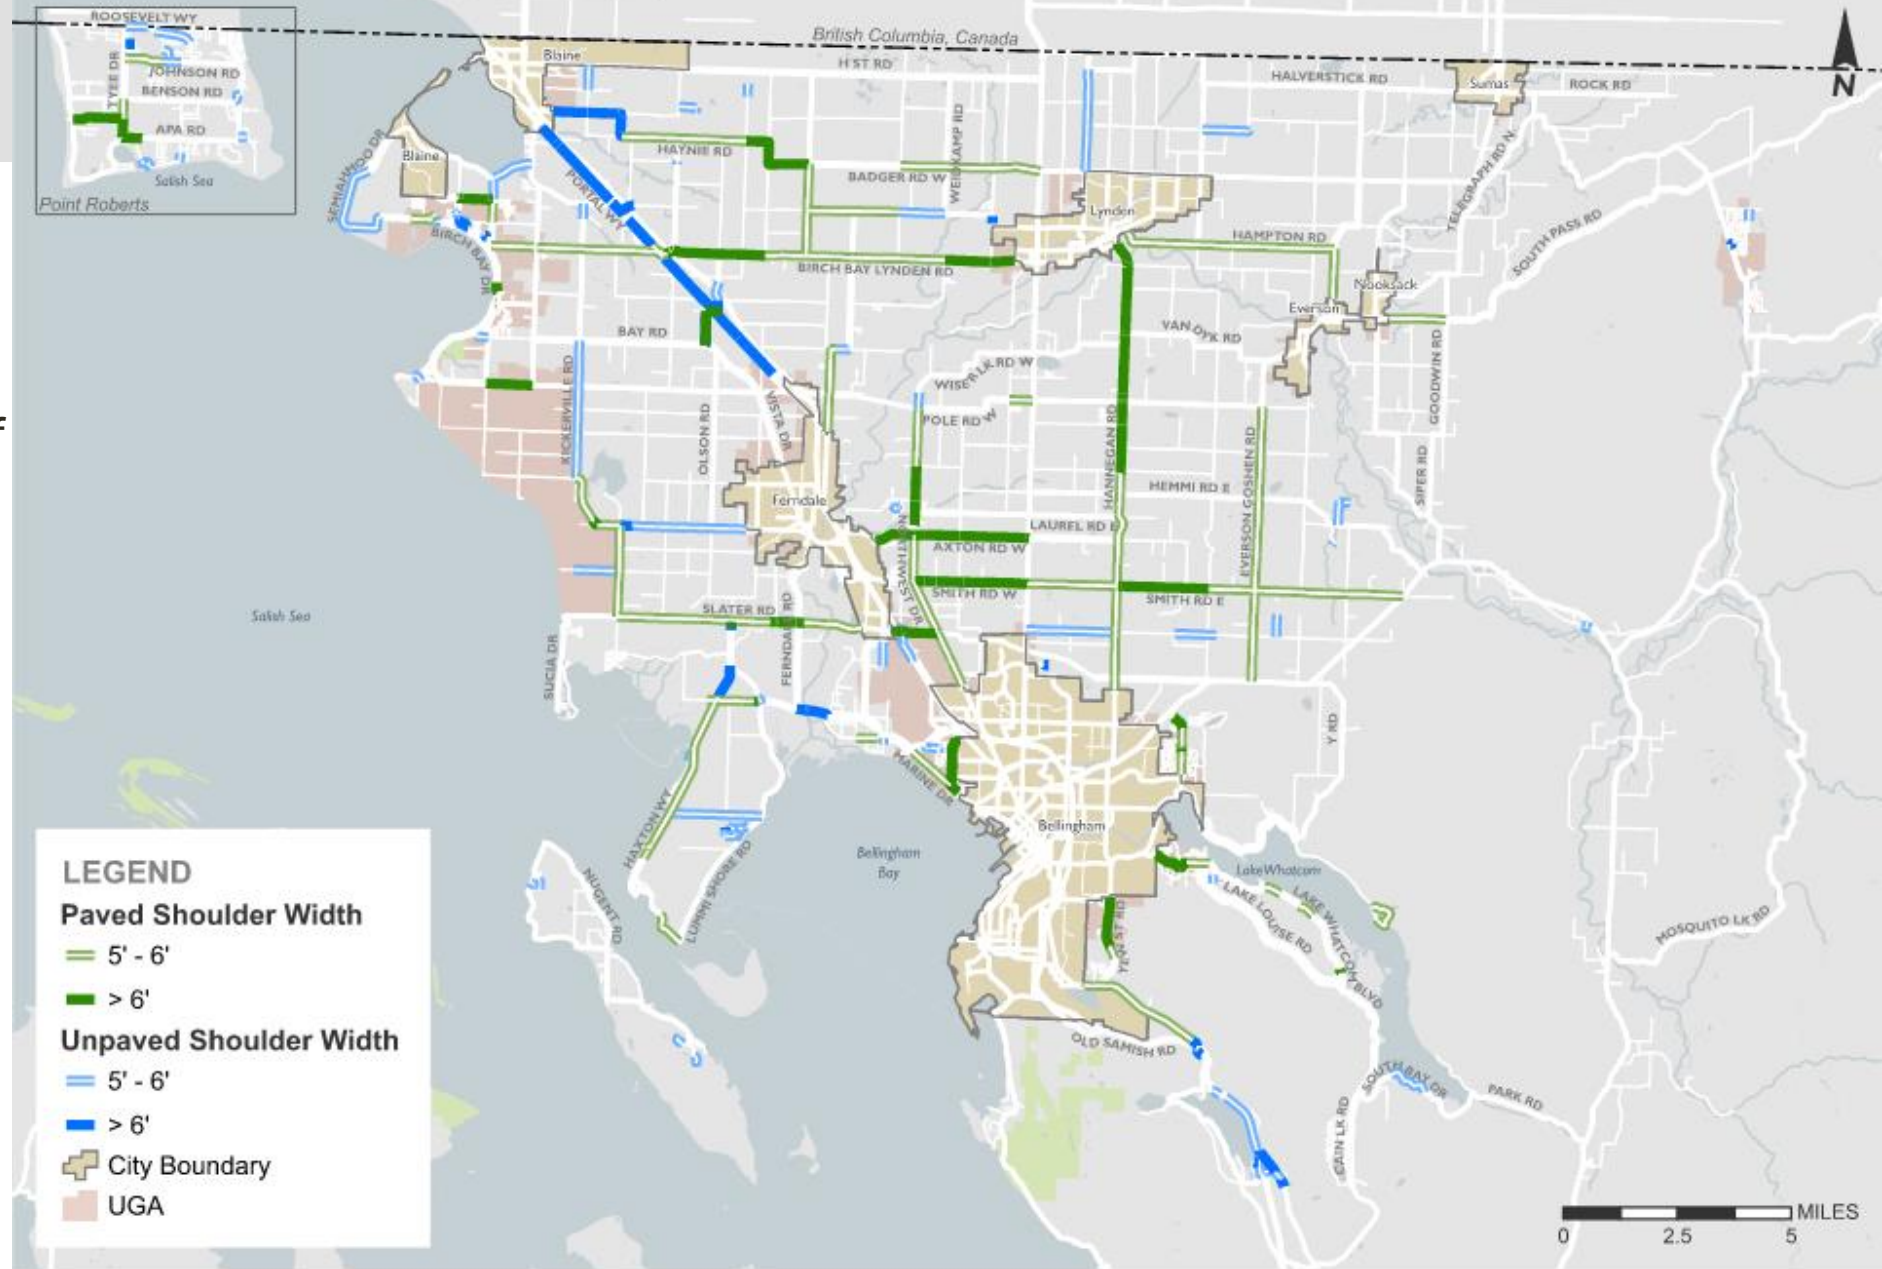 ROOSEVELT WY
TYEE DR
JOHNSON RD
BENSON RD
APA RD
Salish Sea
Point Roberts
British Columbia, Canada
N
Blaine
H ST RD
HALVERSTICK RD
Sumas
ROCK RD
SEMIAHMOO DR
Blaine
HAYNIE RD
WEIDKAMP RD
TELEGRAPH RD N
BADGER RD W
PORTAL WY
Lynden
BIRCH BAY DR
HAMPTON RD
SOUTH PASS RD
BIRCH BAY LYNDEN RD
Nooksack
Everson
BAY RD
VAN DYK RD
KICKERVILLE RD
WISER LK RD W
GOODWIN RD
f
OLSON RD
VISTA DR
POLE RD W
HANNEGAN RD
EVERSON GOSHEN RD
SIPER RD
Ferndale
HEMMI RD E
NORTHWEST DR
LAUREL RD E
AXTON RD W
SMITH RD W
SMITH RD E
Salish Sea
SLATER RD
FERNDALE RD
SUCIA DR
Y RD
MARINE DR
HAXTON WY
Bellingham
Bellingham
Bay
LUMMI SHORE RD
NUGENT RD
Lake Whatcom
LAKE LOUISE RD
LAKE WHATCOM BLVD
YEW ST RD
MOSQUITO LK RD
OLD SAMISH RD
SOUTH BAY DR
PARK RD
CAIN LK RD
LEGEND
Paved Shoulder Width
5' - 6'
> 6'
Unpaved Shoulder Width
5' - 6'
> 6'
City Boundary
UGA
MILES
0 2.5 5